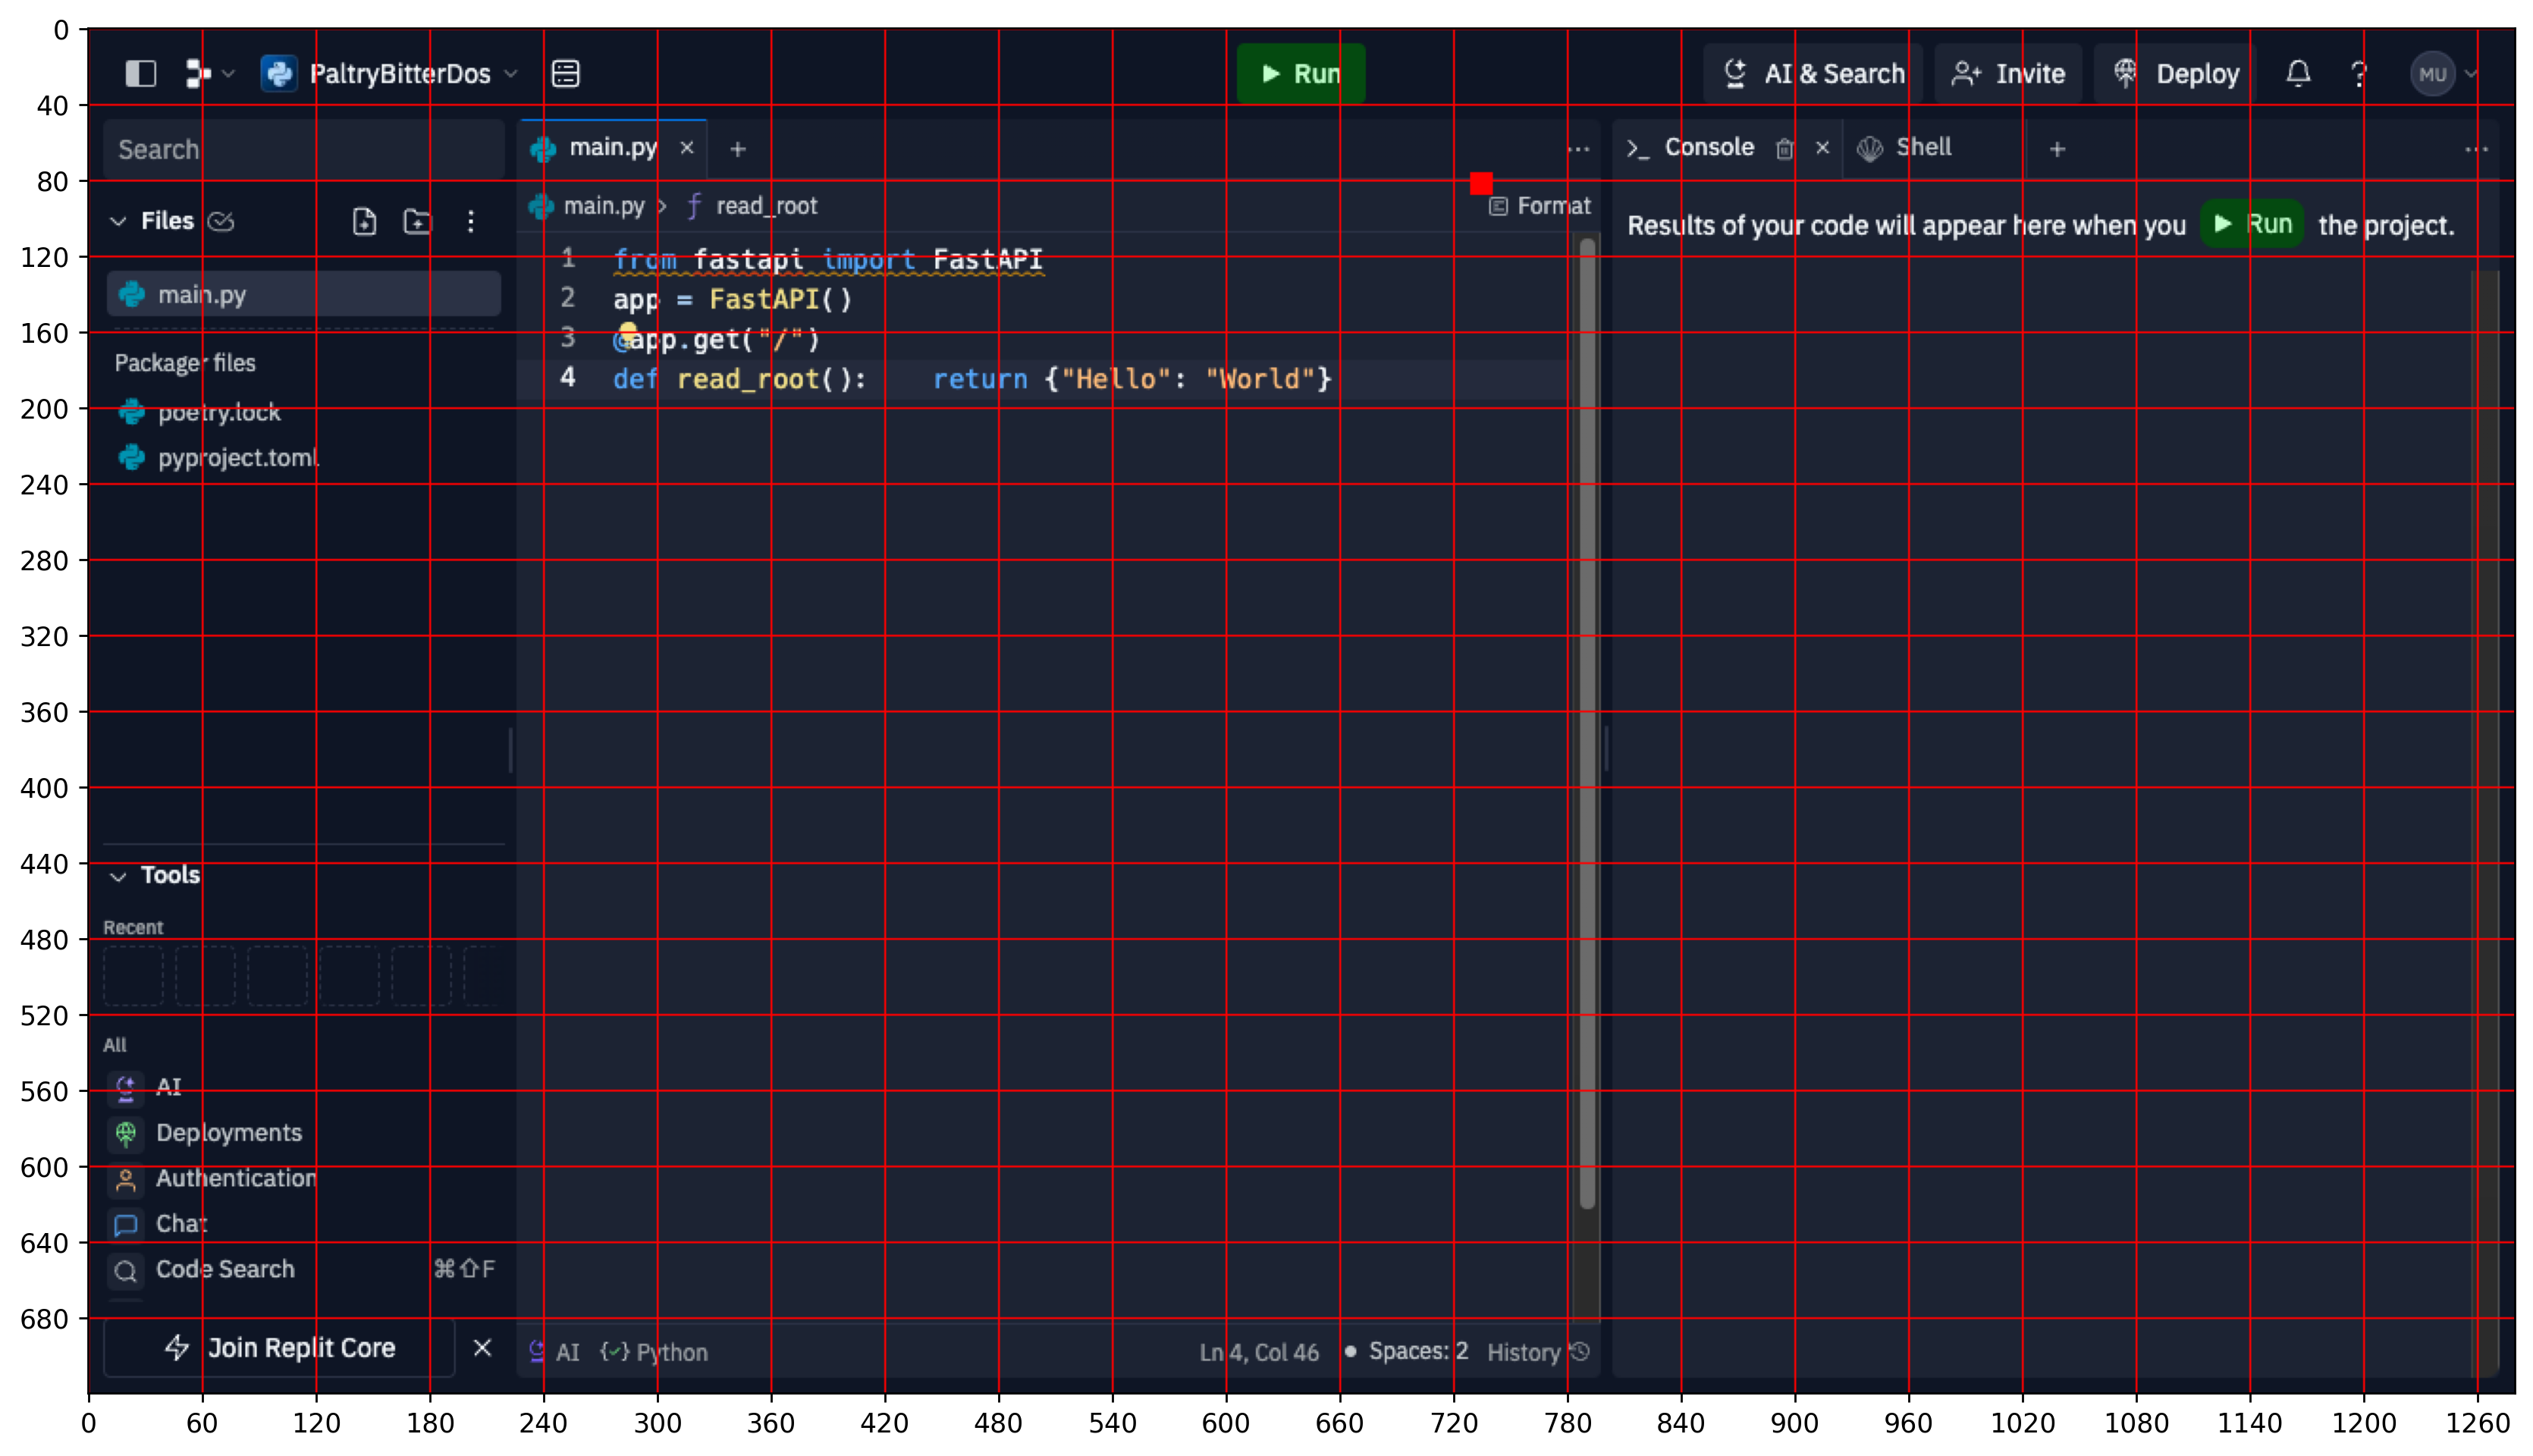 PaltryBitterDos
Run
AI & Search
Invite
Deploy
?
MU
Search
Files
main.py
Packager files
poetry.lock
pyproject.toml
Tools
Recent
All
AI
Deployments
Authentication
Chat
Code Search ⌘⇧F
Join Replit Core
main.py
main.py > ƒ read_root
Format
1 from fastapi import FastAPI
2 app = FastAPI()
3 @app.get("/")
4 def read_root():    return {"Hello": "World"}
AI {✓} Python
Ln 4, Col 46 • Spaces: 2 History
>_ Console
Shell
Results of your code will appear here when you Run the project.
0
40
80
120
160
200
240
280
320
360
400
440
480
520
560
600
640
680
0 60 120 180 240 300 360 420 480 540 600 660 720 780 840 900 960 1020 1080 1140 1200 1260